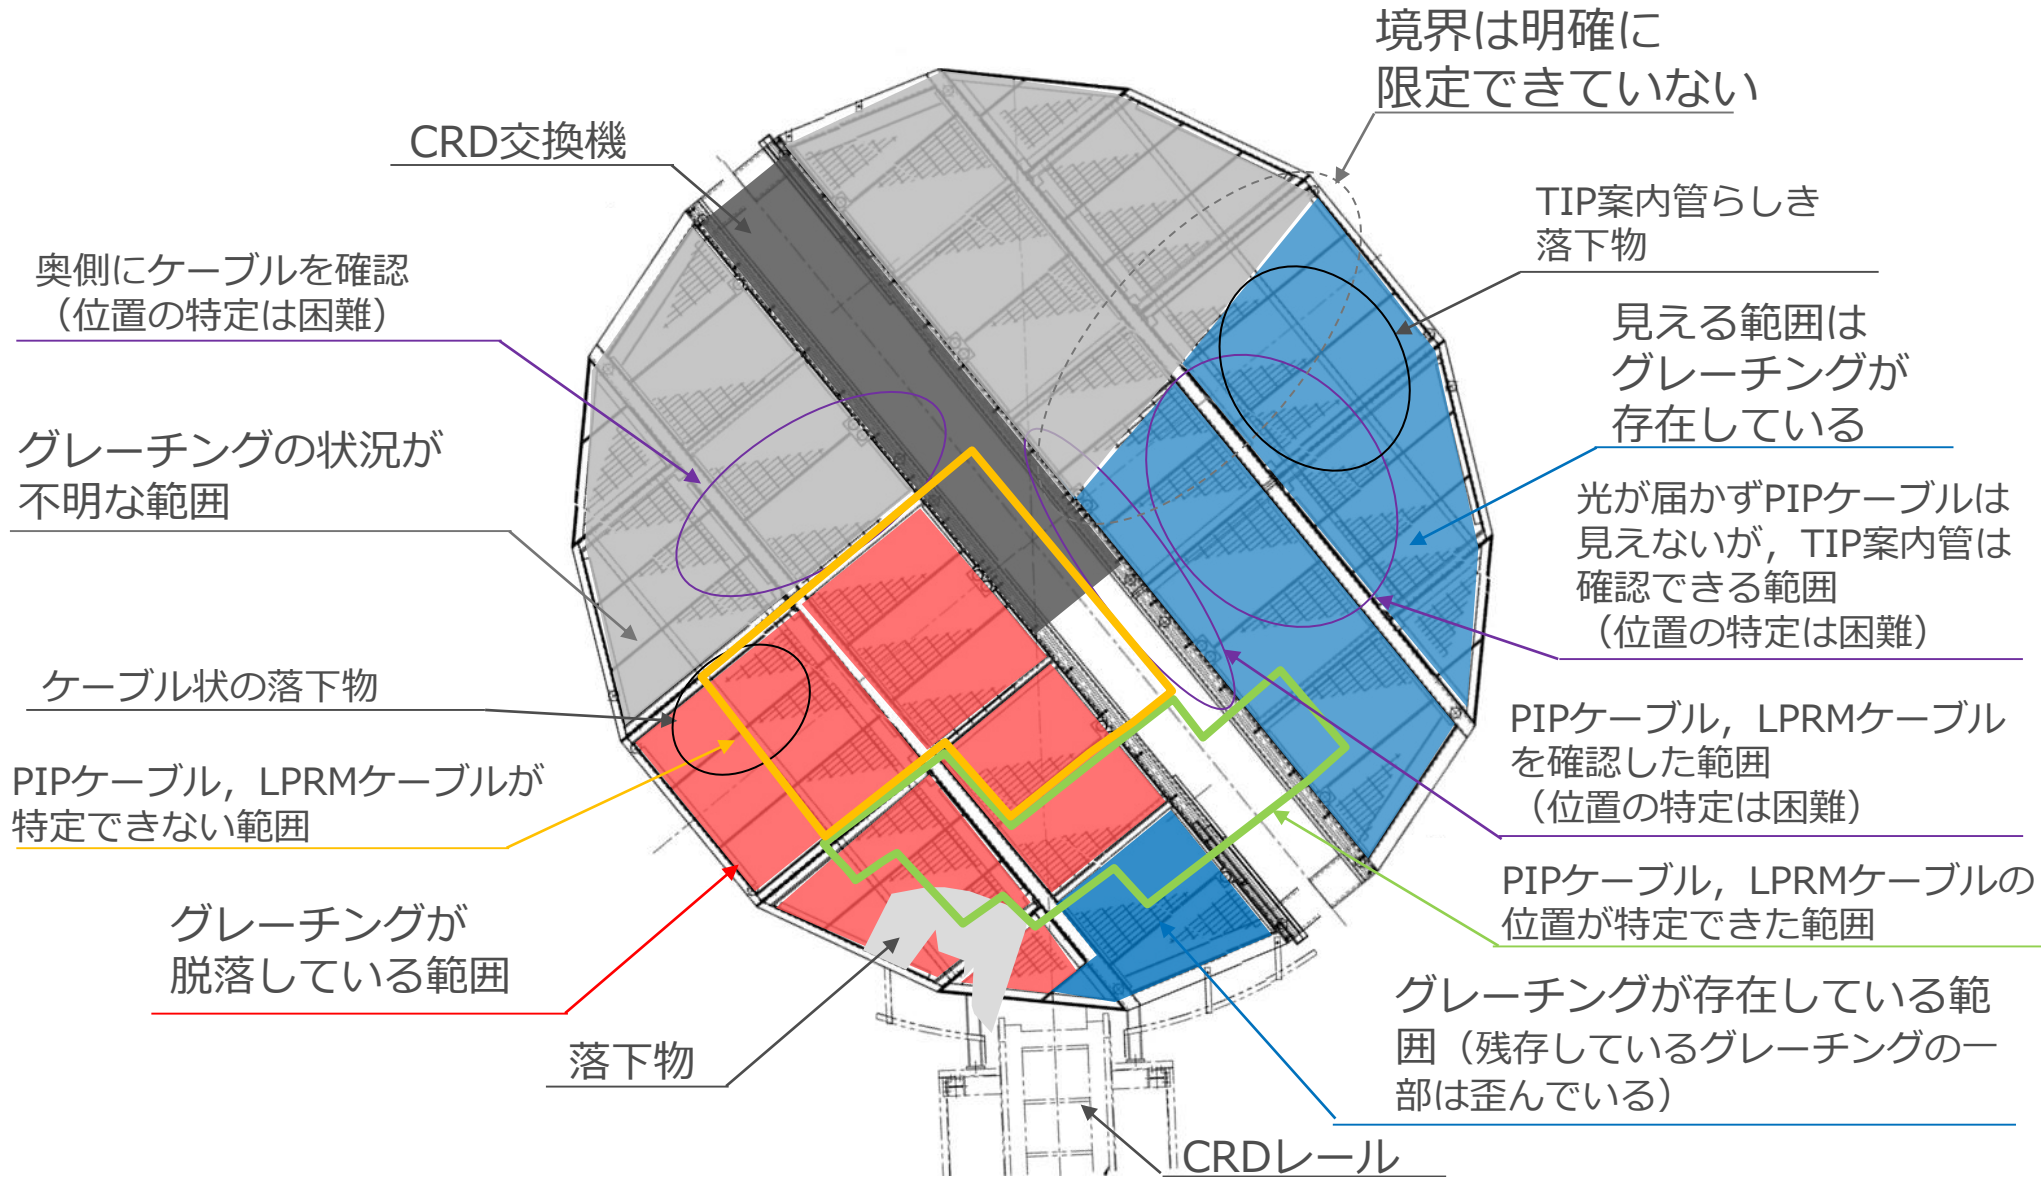 境界は明確に
限定できていない
CRD交換機
TIP案内管らしき
落下物
奥側にケーブルを確認
（位置の特定は困難）
見える範囲は
グレーチングが
存在している
グレーチングの状況が
不明な範囲
光が届かずPIPケーブルは
見えないが，TIP案内管は
確認できる範囲
（位置の特定は困難）
ケーブル状の落下物
PIPケーブル，LPRMケーブル
を確認した範囲
（位置の特定は困難）
PIPケーブル，LPRMケーブルが
特定できない範囲
PIPケーブル，LPRMケーブルの
位置が特定できた範囲
グレーチングが
脱落している範囲
グレーチングが存在している範
囲（残存しているグレーチングの一
部は歪んでいる）
落下物
CRDレール